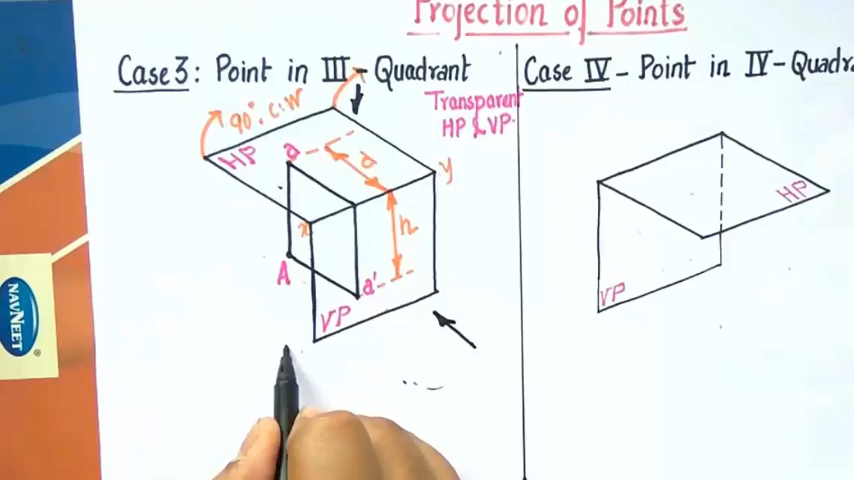 Projection of Points
Case 3: Point in III - Quadrant
90° C.W
Transparent
HP & VP.
HP
a
d
y
x
h
A
a'
VP
Case IV - Point in IV - Quadra
HP
VP
NAVNEET